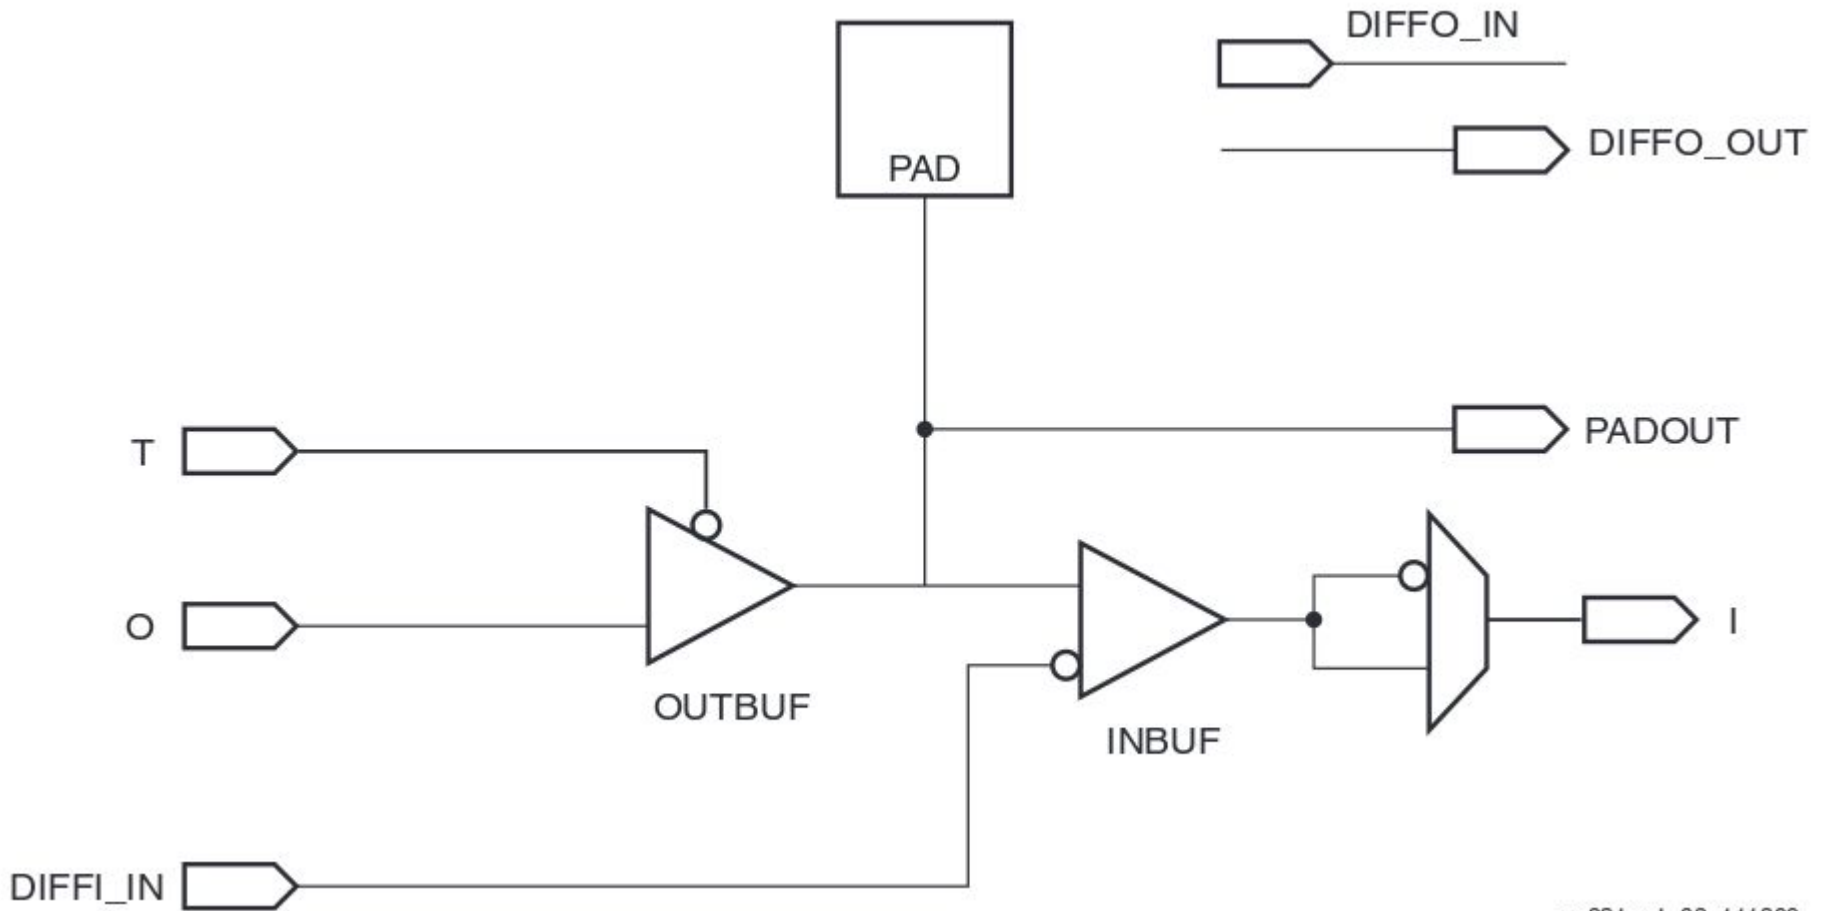 DIFFO_IN
DIFFO_OUT
PAD
PADOUT
T
O
I
OUTBUF
INBUF
DIFFI_IN